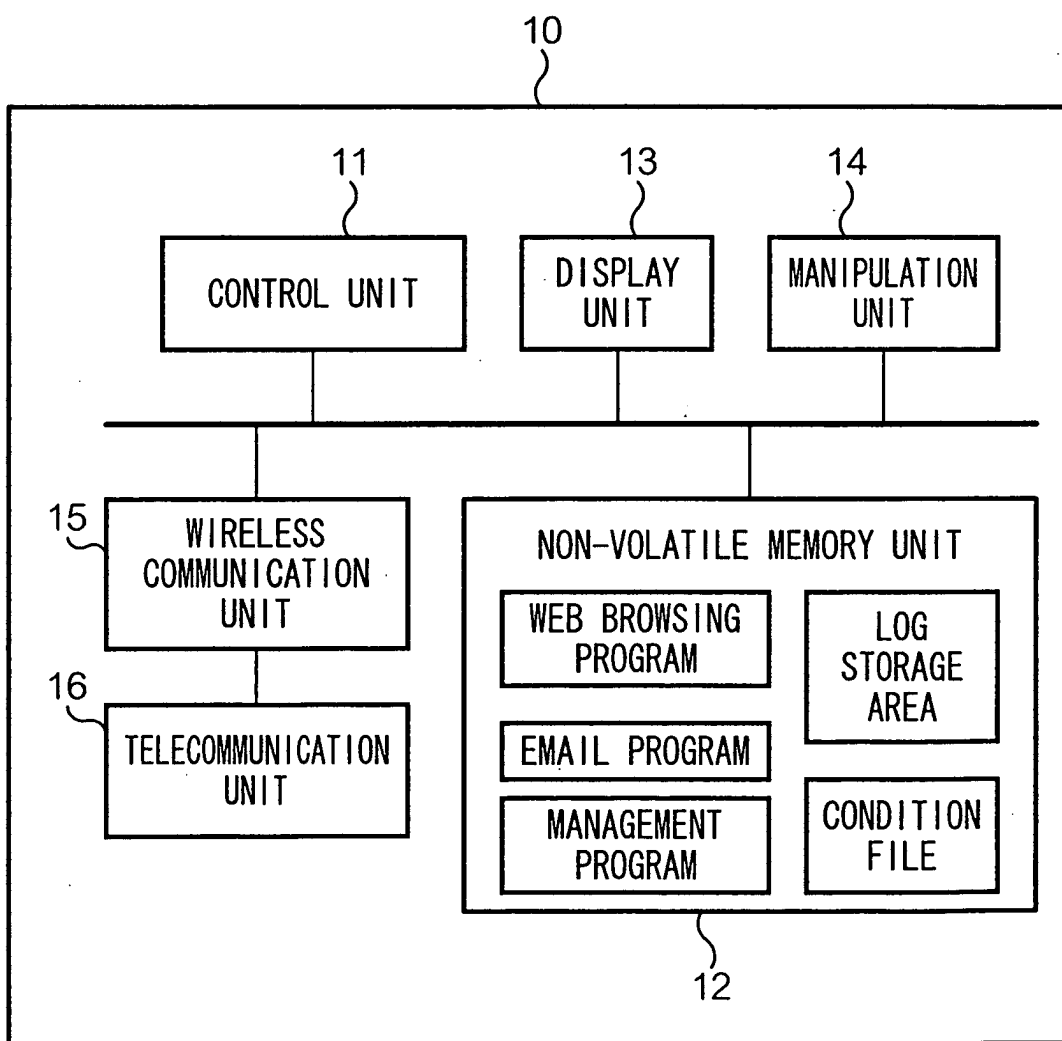 10
11
13
14
CONTROL UNIT
DISPLAY
UNIT
MANIPULATION
UNIT
15
WIRELESS
COMMUNICATION
UNIT
16
TELECOMMUNICATION
UNIT
NON-VOLATILE MEMORY UNIT
WEB BROWSING
PROGRAM
EMAIL PROGRAM
MANAGEMENT
PROGRAM
LOG
STORAGE
AREA
CONDITION
FILE
12